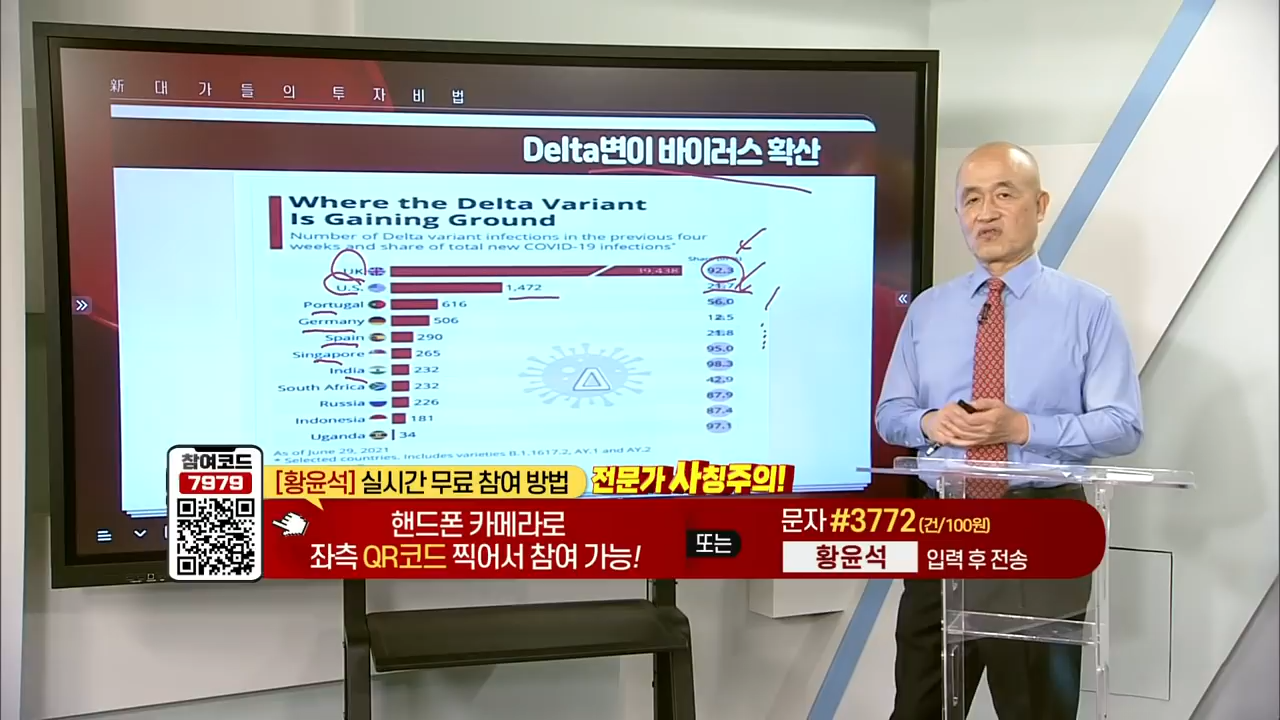 新 대 가 들 의 투 자 비 법
Delta변이 바이러스 확산
Where the Delta Variant
Is Gaining Ground
Number of Delta variant infections in the previous four
weeks and share of total new COVID-19 infections*
UK 39,438 92.3
U.S. 1,472 21.7
Portugal 616 56.0
Germany 506 12.5
Spain 290 21.8
Singapore 265 95.0
India 232 98.3
South Africa 232 42.9
Russia 226 87.9
Indonesia 181 87.4
Uganda 34 97.1
As of June 29, 2021
* Selected countries. Includes varieties B.1.1617.2, AY.1 and AY.2
참여코드
7979
[황윤석] 실시간 무료 참여 방법
전문가 사칭주의!
핸드폰 카메라로
좌측 QR코드 찍어서 참여 가능!
또는
문자 #3772 (건/100원)
황윤석 입력 후 전송